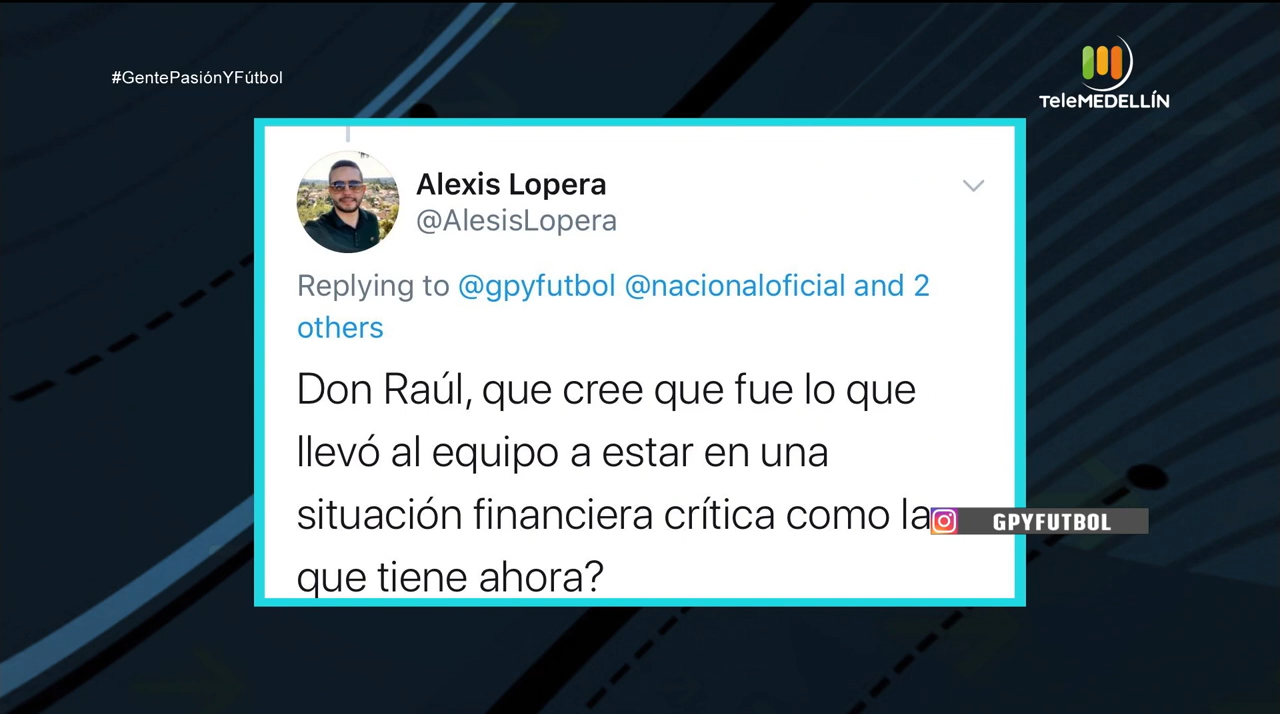 #GentePasiónYFútbol
TeleMEDELLÍN
Alexis Lopera
@AlesisLopera
Replying to @gpyfutbol @nacionaloficial and 2
others
Don Raúl, que cree que fue lo que
llevó al equipo a estar en una
situación financiera crítica como la
que tiene ahora?
GPYFUTBOL